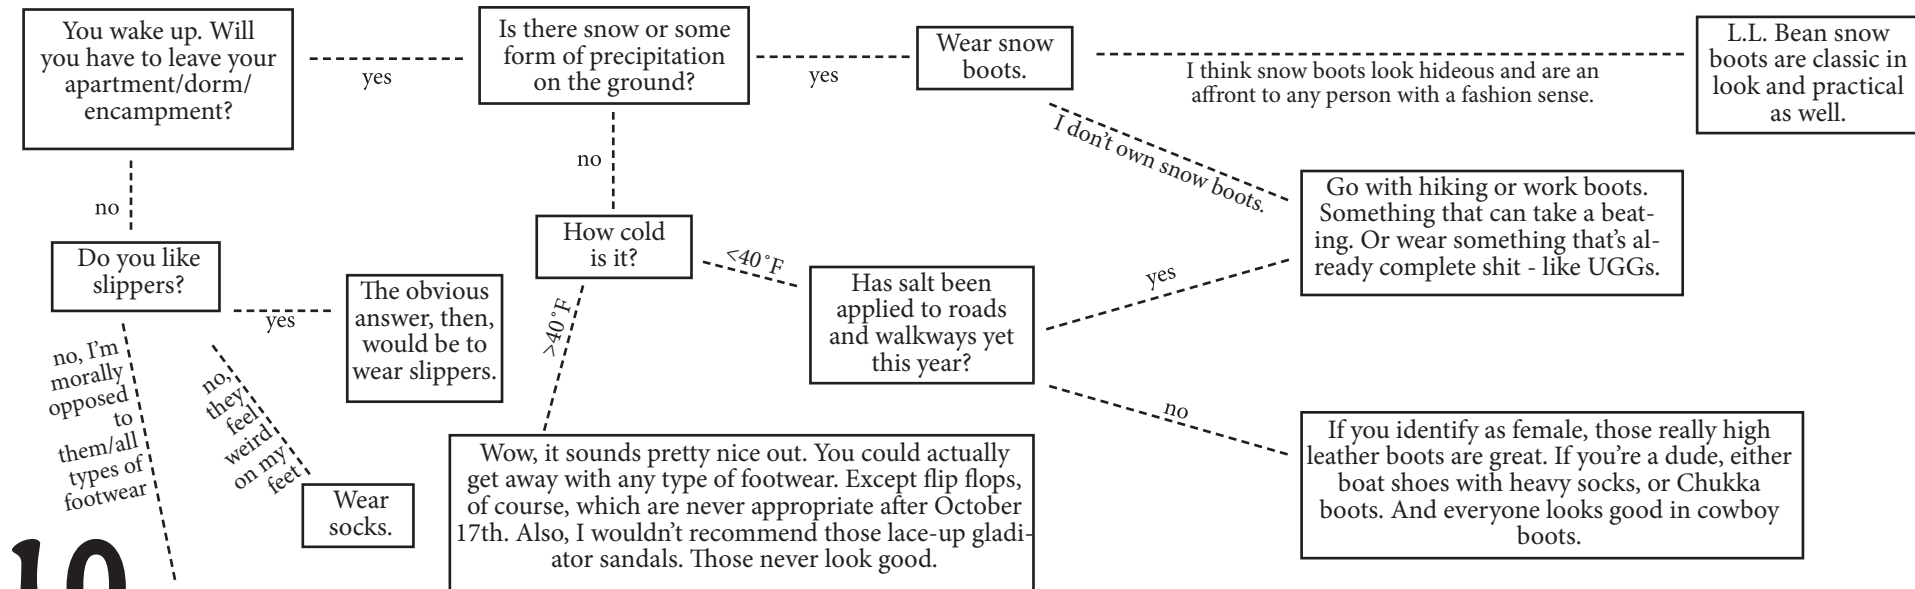 You wake up. Will
you have to leave your
apartment/dorm/
encampment?
yes
Is there snow or some
form of precipitation
on the ground?
yes
Wear snow
boots.
I think snow boots look hideous and are an
affront to any person with a fashion sense.
L.L. Bean snow
boots are classic in
look and practical
as well.
I don't own snow boots.
no
no
Do you like
slippers?
yes
The obvious
answer, then,
would be to
wear slippers.
How cold
is it?
<40˚F
>40˚F
Has salt been
applied to roads
and walkways yet
this year?
yes
Go with hiking or work boots.
Something that can take a beat-
ing. Or wear something that's al-
ready complete shit - like UGGs.
no
If you identify as female, those really high
leather boots are great. If you're a dude, either
boat shoes with heavy socks, or Chukka
boots. And everyone looks good in cowboy
boots.
no, I'm
morally
opposed
to
them/all
types of
footwear
no,
they
feel
weird
on my
feet
Wear
socks.
Wow, it sounds pretty nice out. You could actually
get away with any type of footwear. Except flip flops,
of course, which are never appropriate after October
17th. Also, I wouldn't recommend those lace-up gladi-
ator sandals. Those never look good.
10